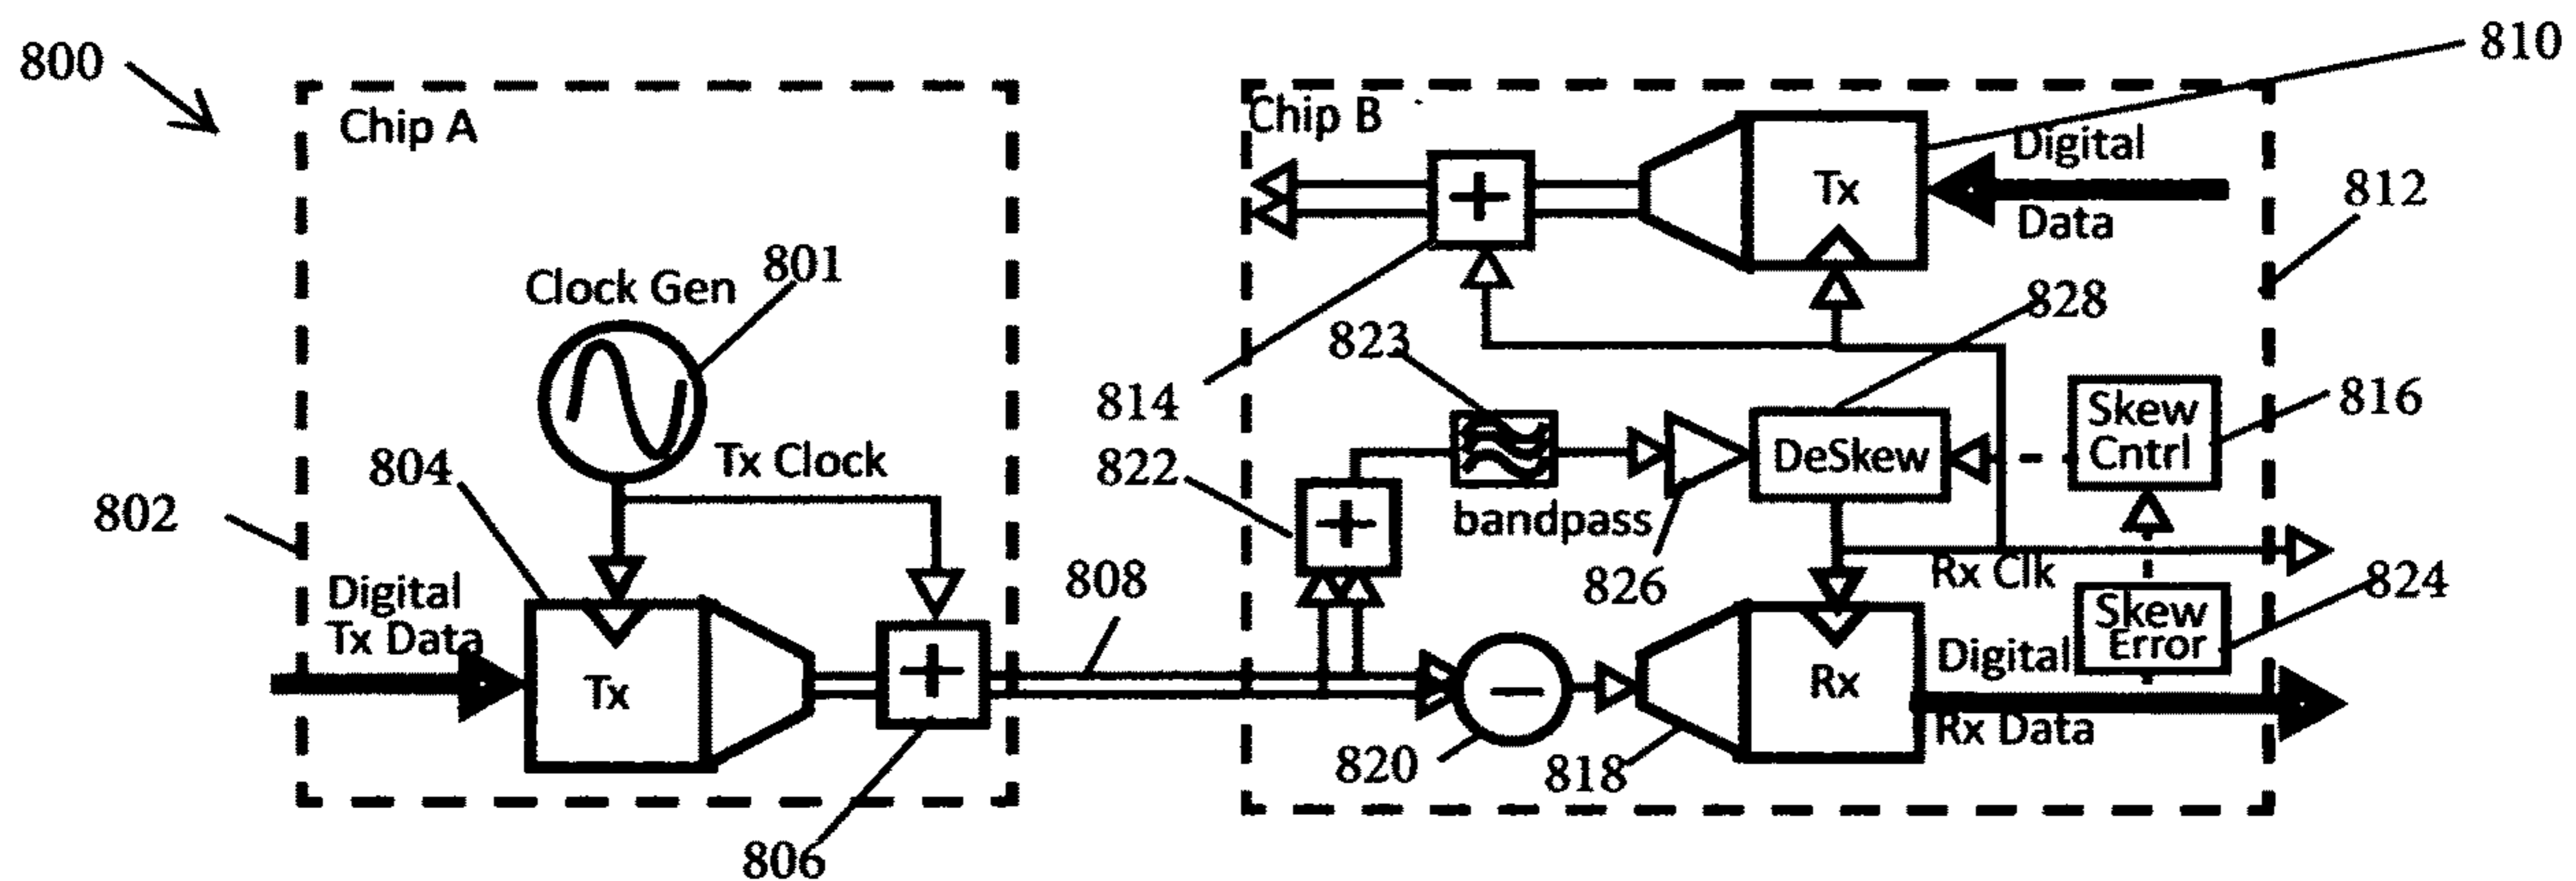 800
810
Chip A
Chip B
Digital
Tx
+
Data
812
Clock Gen
801
828
823
814
Skew
Cntrl
816
804
Tx Clock
822
DeSkew
802
+
bandpass
826
Rx Clk
808
824
Skew
Error
Digital
Tx Data
Digital
Rx Data
Tx
+
−
Rx
820
818
806